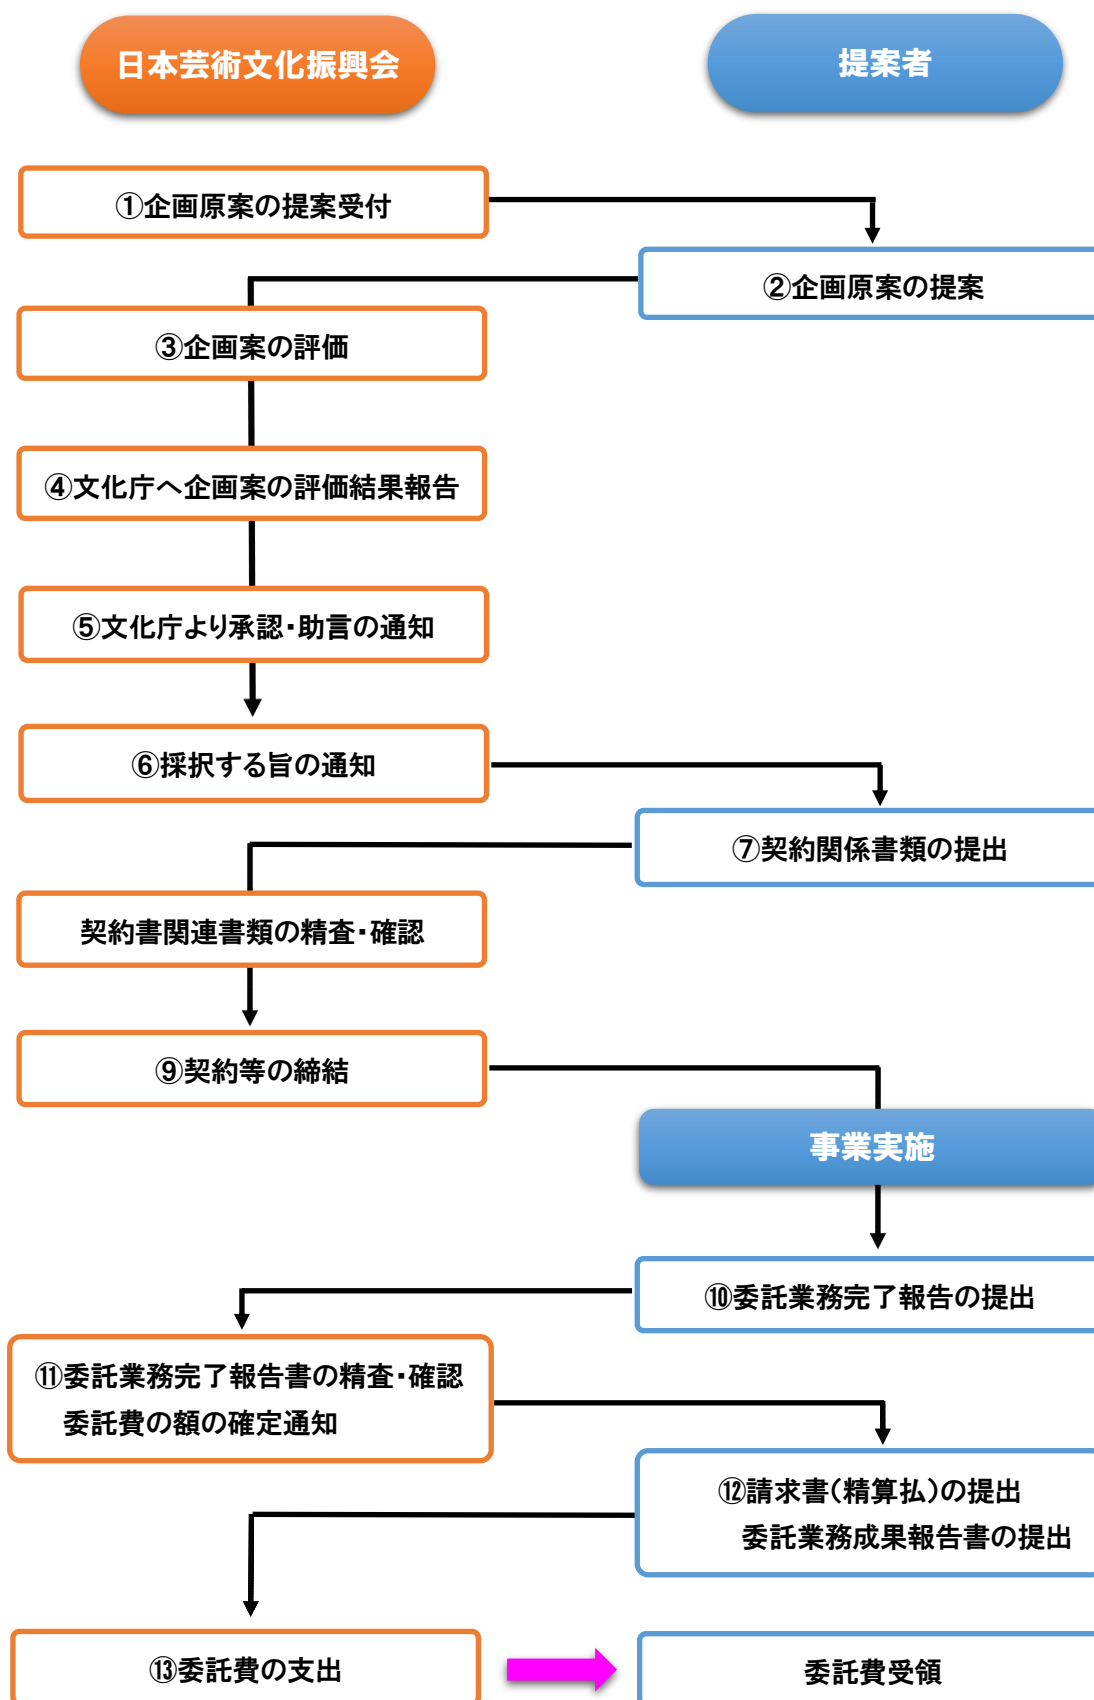 日本芸術文化振興会
提案者
①企画原案の提案受付
②企画原案の提案
③企画案の評価
④文化庁へ企画案の評価結果報告
⑤文化庁より承認・助言の通知
⑥採択する旨の通知
⑦契約関係書類の提出
契約書関連書類の精査・確認
⑨契約等の締結
事業実施
⑩委託業務完了報告の提出
⑪委託業務完了報告書の精査・確認
委託費の額の確定通知
⑫請求書（精算払）の提出
委託業務成果報告書の提出
⑬委託費の支出
委託費受領